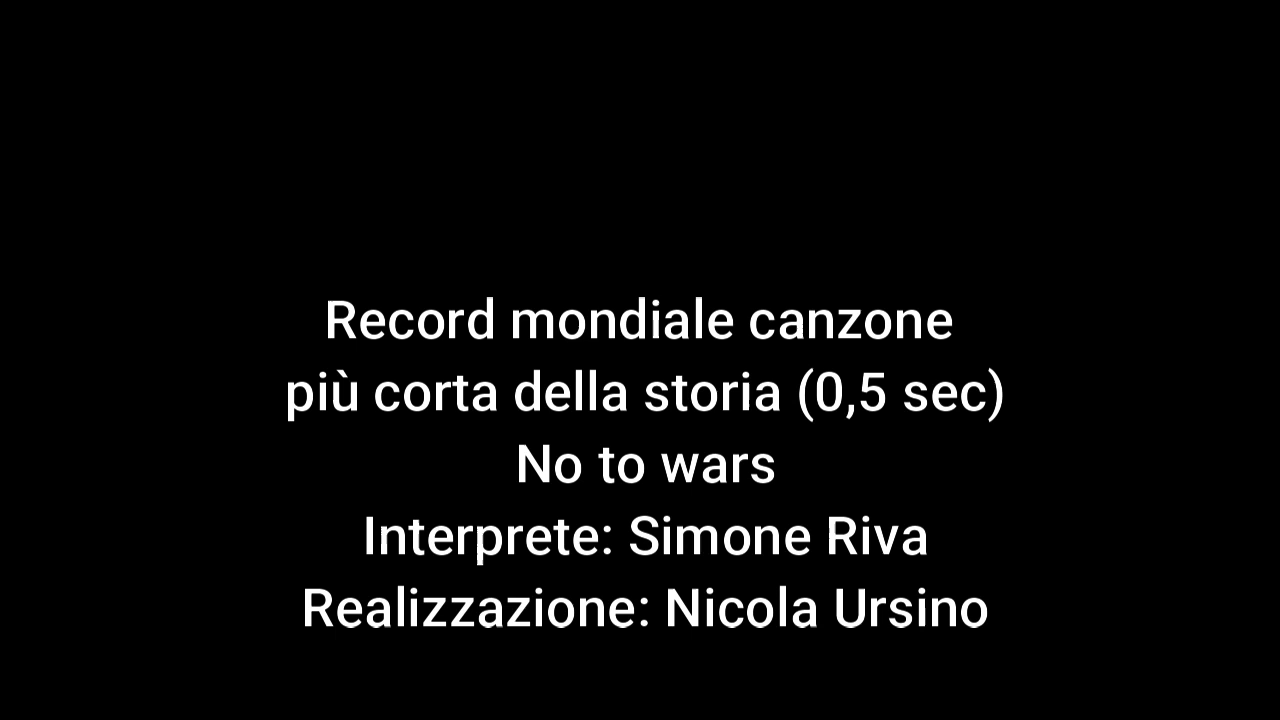 Record mondiale canzone
più corta della storia (0,5 sec)
No to wars
Interprete: Simone Riva
Realizzazione: Nicola Ursino